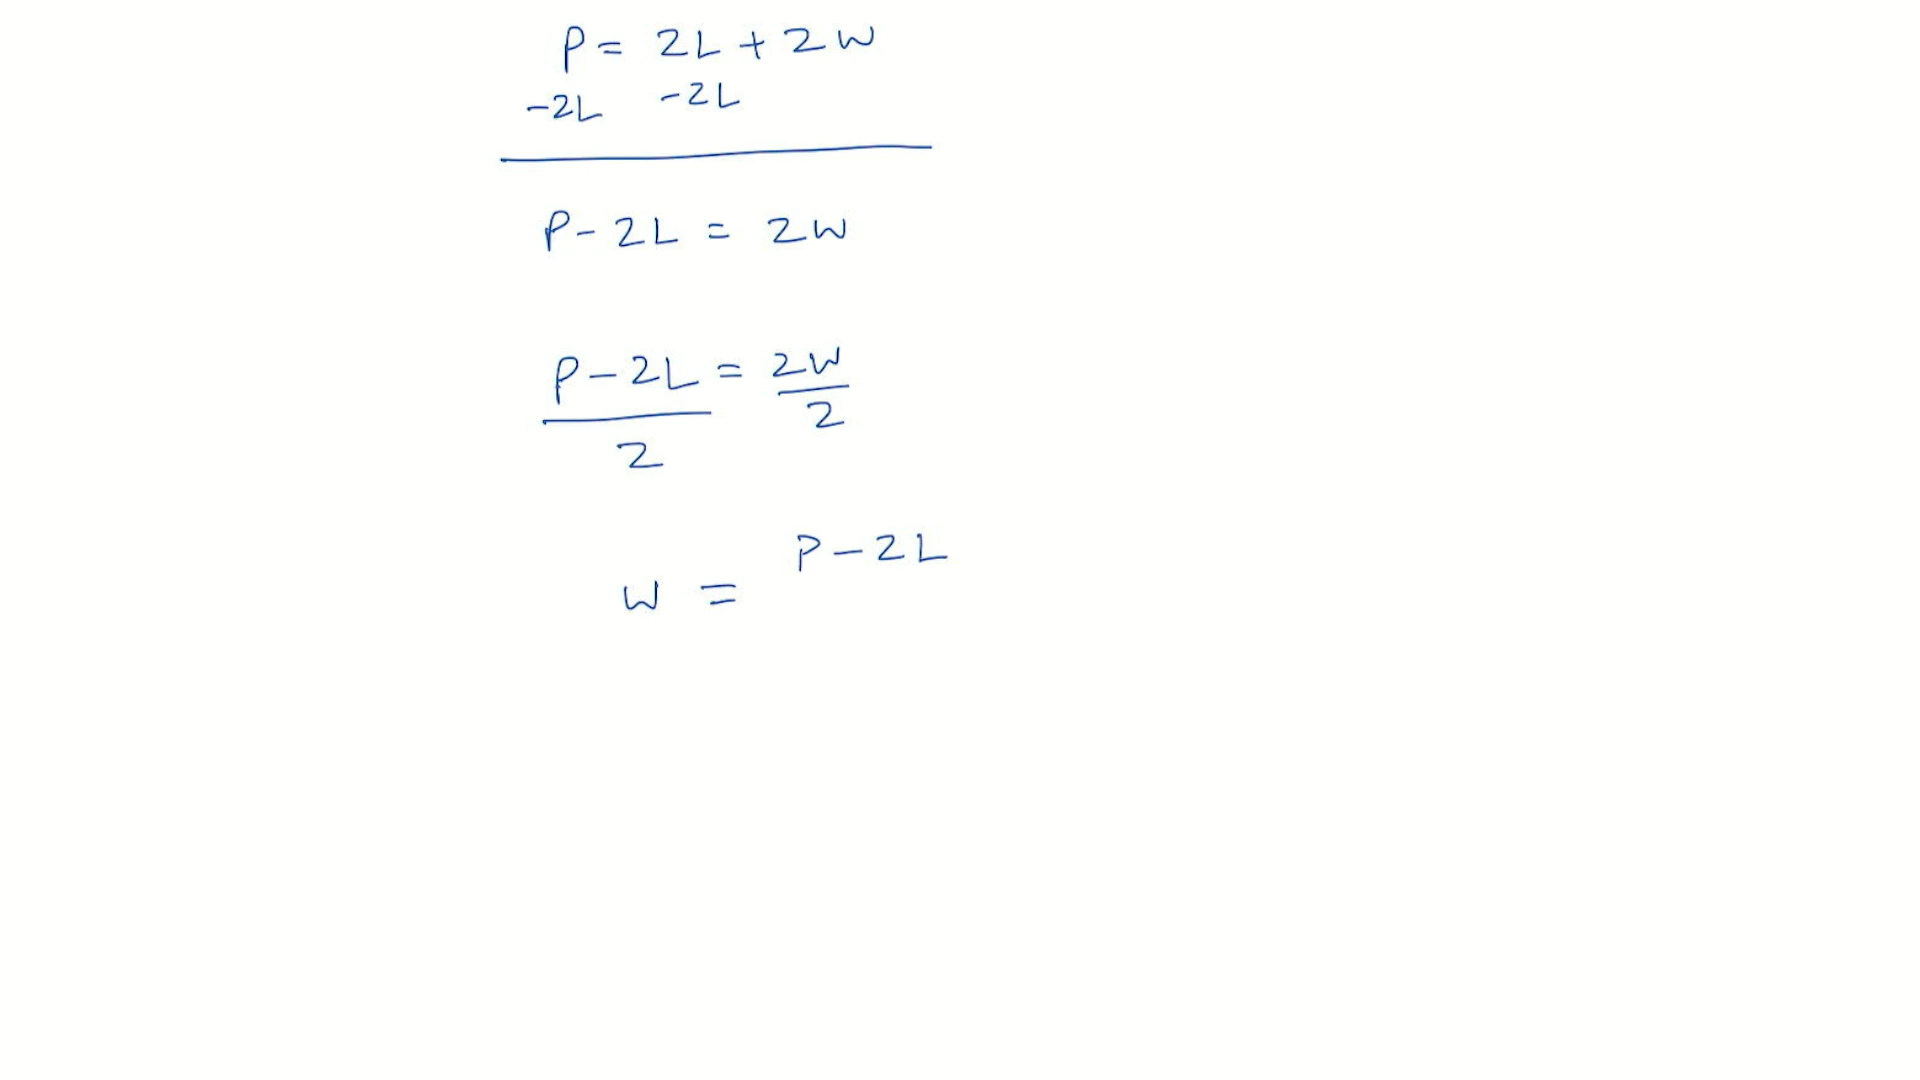 P = 2L + 2W
-2L -2L
P - 2L = 2W
P - 2L = 2W
2 2
W = P - 2L